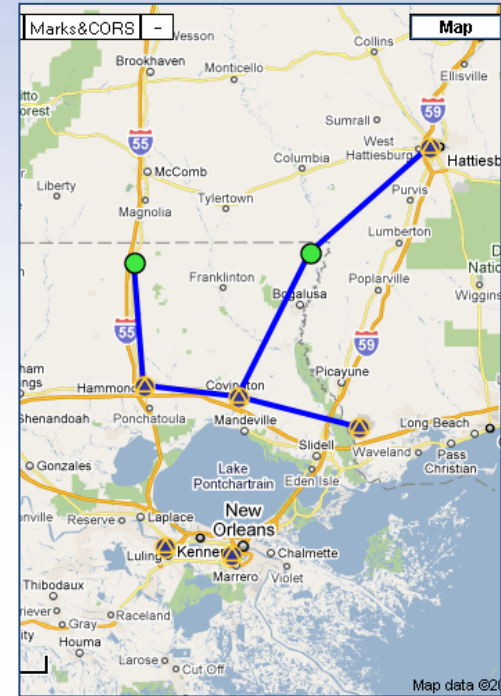 Marks&CORS
-
Map
Wesson
Brookhaven
Monticello
Collins
Ellisville
59
Sumrall
55
West
Hattiesburg
Columbia
McComb
Liberty
Tylertown
Purvis
Magnolia
Lumberton
Franklinton
Poplarville
Bogalusa
Wiggins
55
59
Picayune
Hammond
Covington
Ponchatoula
Mandeville
Long Beach
Shenandoah
Waveland
Pass
Christian
Slidell
Gonzales
Lake
Pontchartrain
Eden Isle
New
Orleans
Reserve
Laplace
Luling
Kenner
Chalmette
Marrero
Violet
Thibodaux
Raceland
Gray
Houma
Larose
Cut Off
Map data ©20